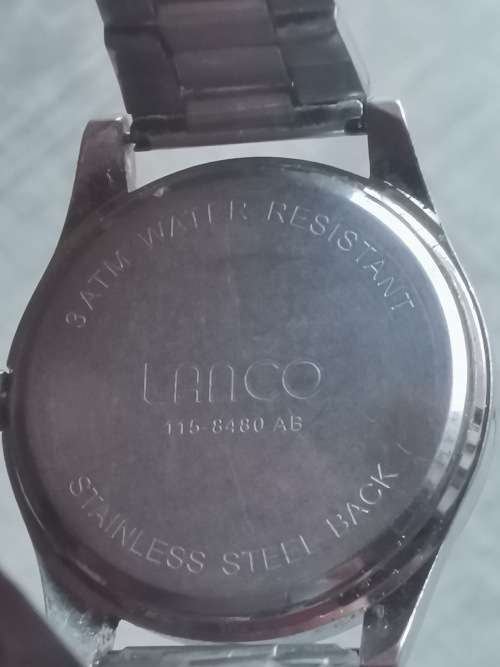 3 ATM WATER RESISTANT
LANCO
115-8480 AB
STAINLESS STEEL BACK